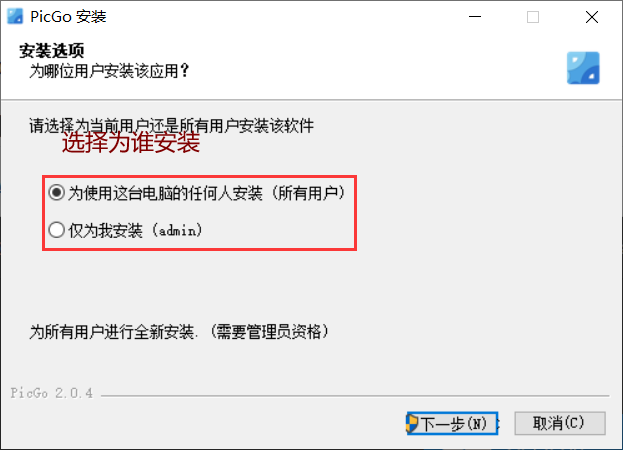 PicGo 安装
安装选项
为哪位用户安装该应用？
请选择为当前用户还是所有用户安装该软件
选择为谁安装
为使用这台电脑的任何人安装（所有用户）
仅为我安装（admin）
为所有用户进行全新安装.（需要管理员资格）
PicGo 2.0.4
下一步(N)
取消(C)